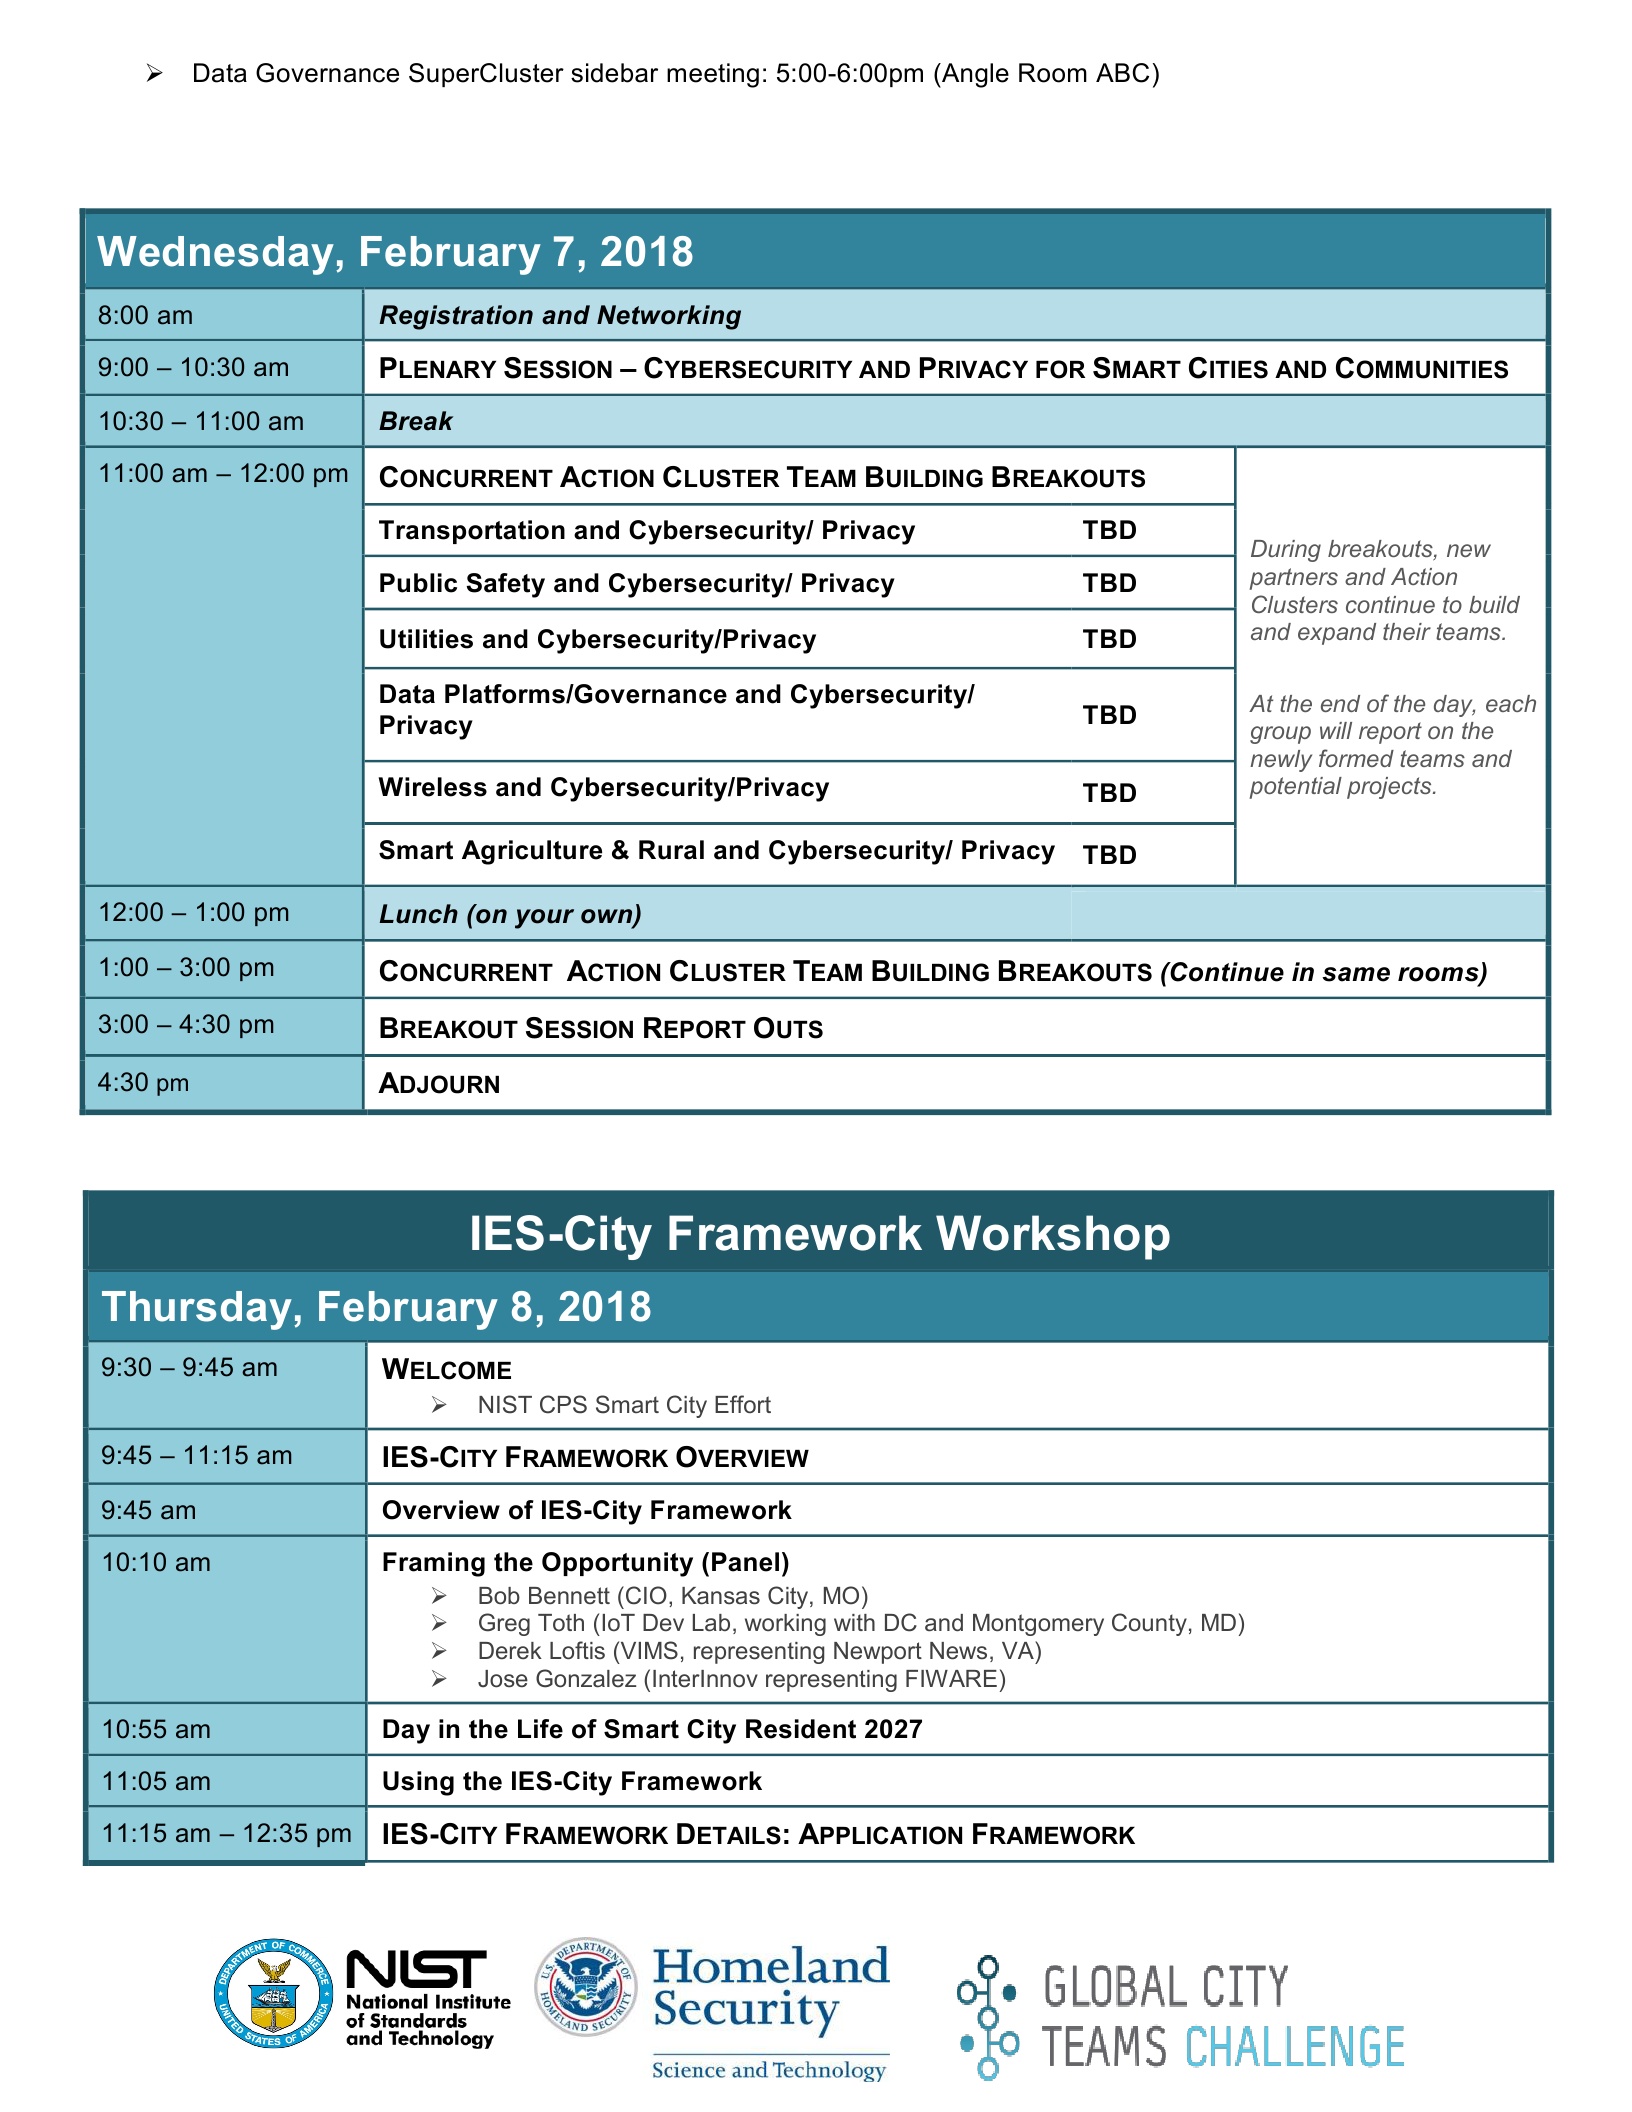 ➢ Data Governance SuperCluster sidebar meeting: 5:00-6:00pm (Angle Room ABC)
Wednesday, February 7, 2018
8:00 am Registration and Networking
9:00 – 10:30 am PLENARY SESSION – CYBERSECURITY AND PRIVACY FOR SMART CITIES AND COMMUNITIES
10:30 – 11:00 am Break
11:00 am – 12:00 pm CONCURRENT ACTION CLUSTER TEAM BUILDING BREAKOUTS
Transportation and Cybersecurity/ Privacy TBD
Public Safety and Cybersecurity/ Privacy TBD
Utilities and Cybersecurity/Privacy TBD
Data Platforms/Governance and Cybersecurity/
Privacy TBD
Wireless and Cybersecurity/Privacy TBD
Smart Agriculture & Rural and Cybersecurity/ Privacy TBD
During breakouts, new
partners and Action
Clusters continue to build
and expand their teams.
At the end of the day, each
group will report on the
newly formed teams and
potential projects.
12:00 – 1:00 pm Lunch (on your own)
1:00 – 3:00 pm CONCURRENT ACTION CLUSTER TEAM BUILDING BREAKOUTS (Continue in same rooms)
3:00 – 4:30 pm BREAKOUT SESSION REPORT OUTS
4:30 pm ADJOURN
IES-City Framework Workshop
Thursday, February 8, 2018
9:30 – 9:45 am WELCOME
➢ NIST CPS Smart City Effort
9:45 – 11:15 am IES-CITY FRAMEWORK OVERVIEW
9:45 am Overview of IES-City Framework
10:10 am Framing the Opportunity (Panel)
➢ Bob Bennett (CIO, Kansas City, MO)
➢ Greg Toth (IoT Dev Lab, working with DC and Montgomery County, MD)
➢ Derek Loftis (VIMS, representing Newport News, VA)
➢ Jose Gonzalez (InterInnov representing FIWARE)
10:55 am Day in the Life of Smart City Resident 2027
11:05 am Using the IES-City Framework
11:15 am – 12:35 pm IES-CITY FRAMEWORK DETAILS: APPLICATION FRAMEWORK
DEPARTMENT OF COMMERCE
UNITED STATES OF AMERICA
NIST
National Institute
of Standards
and Technology
U.S. DEPARTMENT OF
HOMELAND SECURITY
Homeland
Security
Science and Technology
GLOBAL CITY
TEAMS CHALLENGE